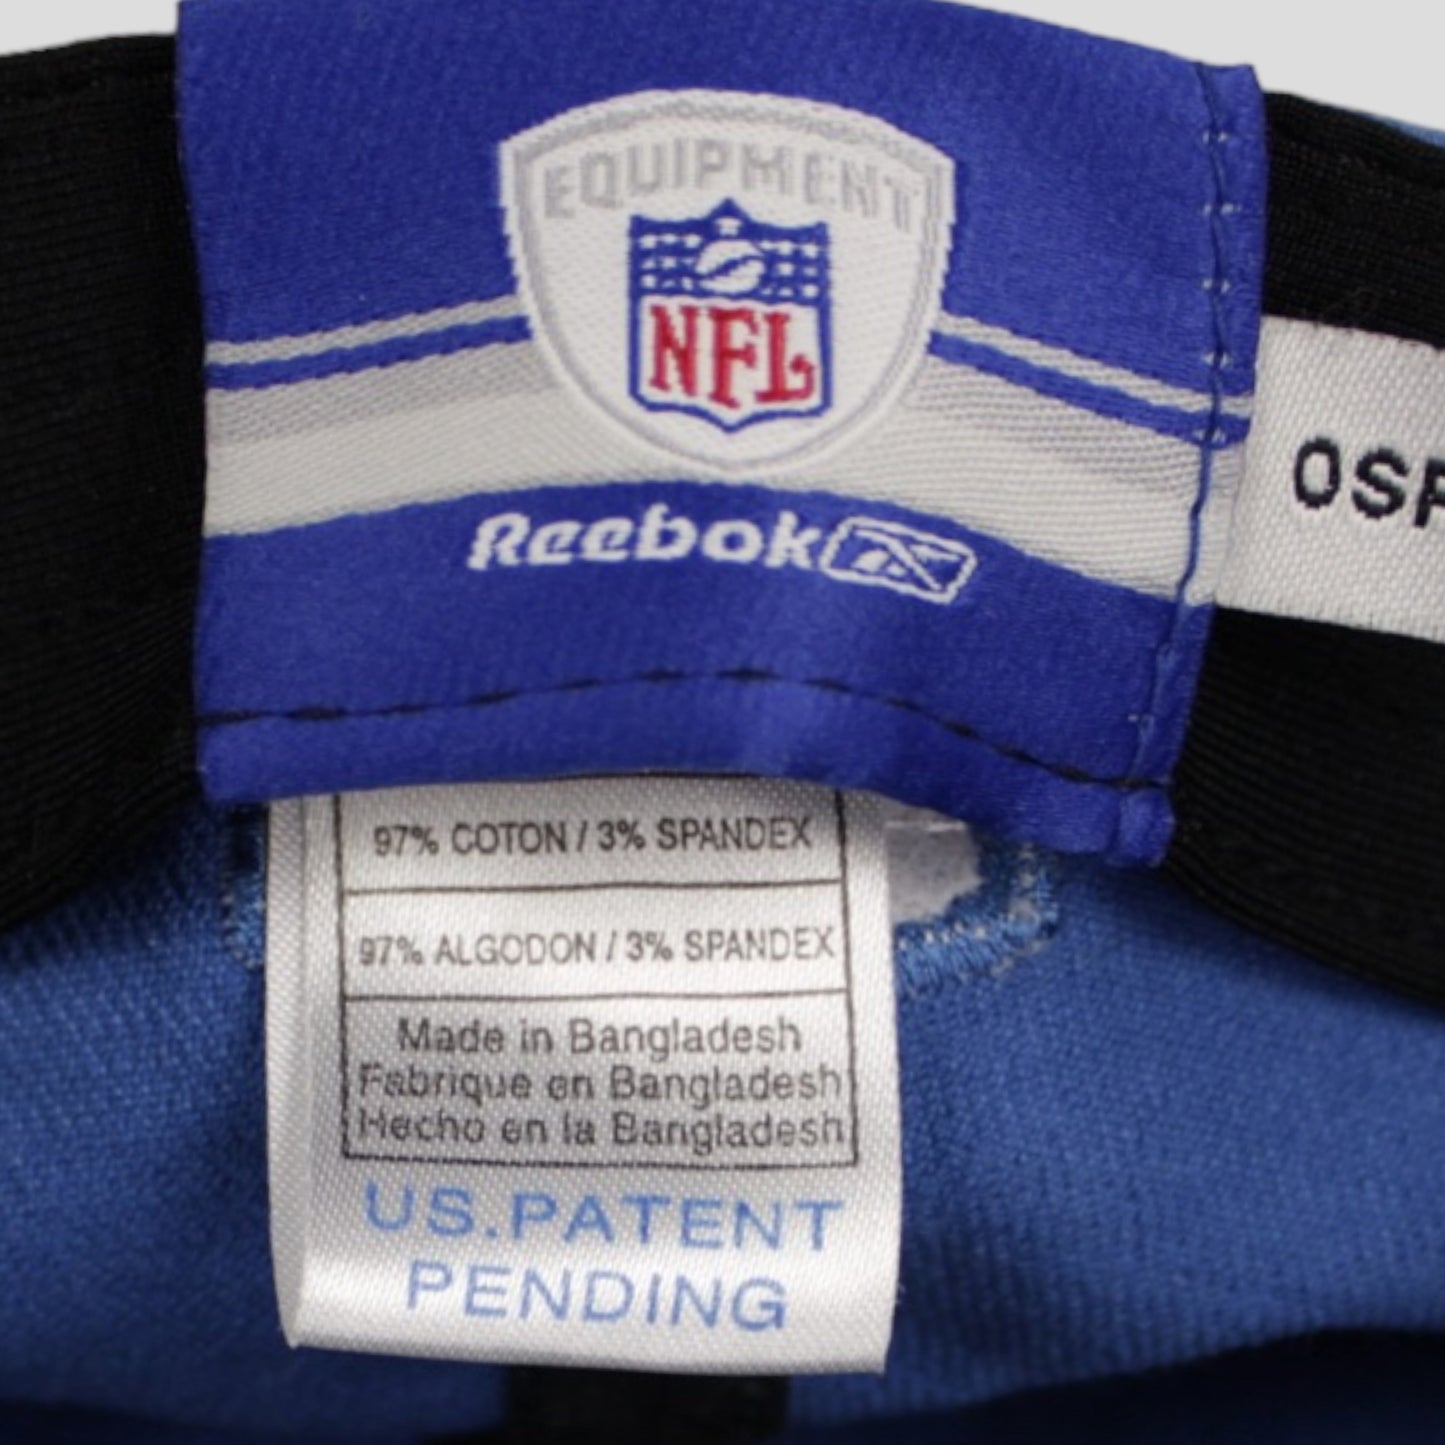 EQUIPMENT
NFL
Reebok
97% COTON / 3% SPANDEX
97% ALGODON / 3% SPANDEX
Made in Bangladesh
Fabrique en Bangladesh
Hecho en la Bangladesh
US.PATENT
PENDING